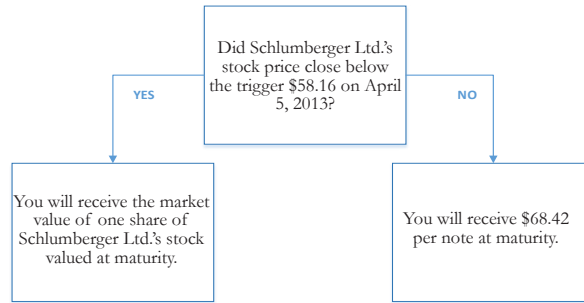 Did Schlumberger Ltd.'s
stock price close below
the trigger $58.16 on April
5, 2013?
YES
NO
You will receive the market
value of one share of
Schlumberger Ltd.'s stock
valued at maturity.
You will receive $68.42
per note at maturity.